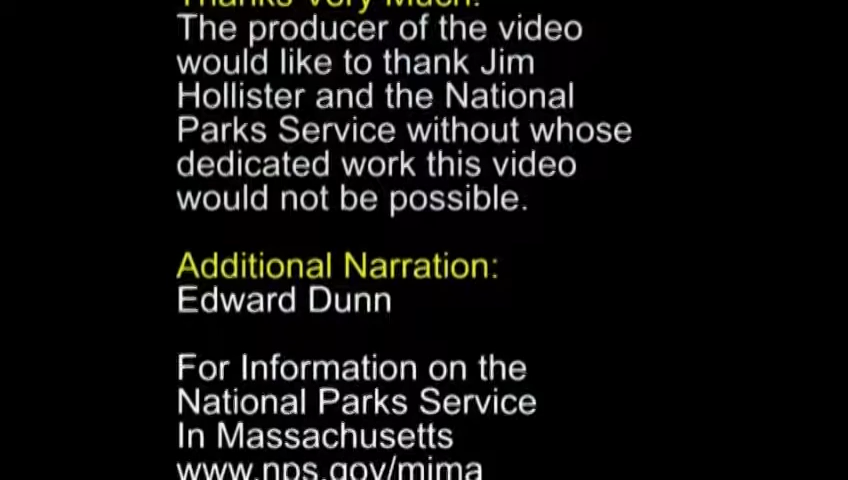 Thanks Very Much:
The producer of the video
would like to thank Jim
Hollister and the National
Parks Service without whose
dedicated work this video
would not be possible.
Additional Narration:
Edward Dunn
For Information on the
National Parks Service
In Massachusetts
www.nps.gov/mima